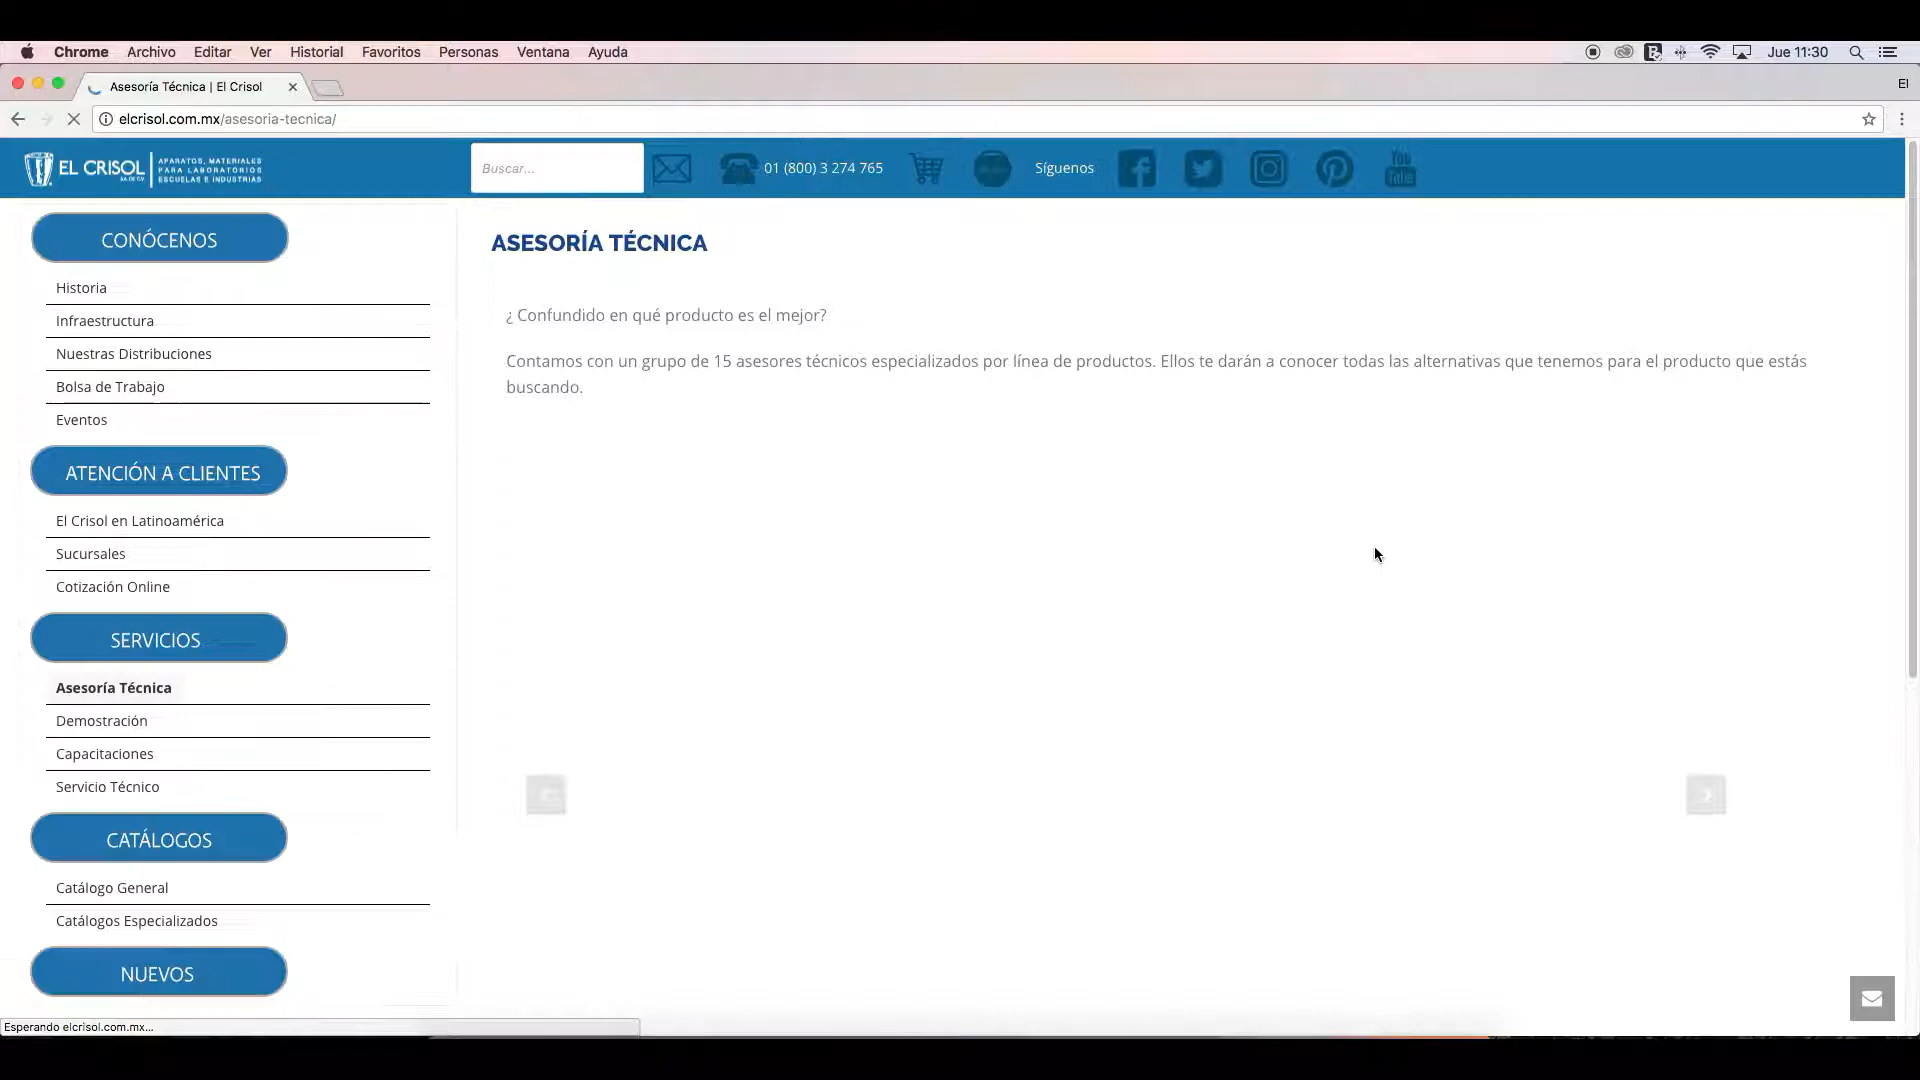 Chrome Archivo Editar Ver Historial Favoritos Personas Ventana Ayuda Jue 11:30
Asesoría Técnica | El Crisol
El
elcrisol.com.mx/asesoria-tecnica/
EL CRISOL
S.A. DE C.V.
APARATOS, MATERIALES
PARA LABORATORIOS
ESCUELAS E INDUSTRIAS
Buscar...
01 (800) 3 274 765
Síguenos
You
Tube
CONÓCENOS
Historia
Infraestructura
Nuestras Distribuciones
Bolsa de Trabajo
Eventos
ATENCIÓN A CLIENTES
El Crisol en Latinoamérica
Sucursales
Cotización Online
SERVICIOS
Asesoría Técnica
Demostración
Capacitaciones
Servicio Técnico
CATÁLOGOS
Catálogo General
Catálogos Especializados
NUEVOS
ASESORÍA TÉCNICA
¿ Confundido en qué producto es el mejor?
Contamos con un grupo de 15 asesores técnicos especializados por línea de productos. Ellos te darán a conocer todas las alternativas que tenemos para el producto que estás
buscando.
Esperando elcrisol.com.mx...